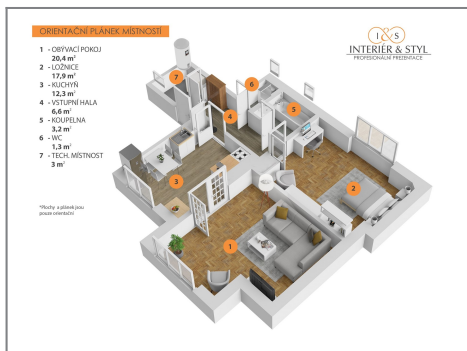 ORIENTAČNÍ PLÁNEK MÍSTNOSTÍ
1 - OBÝVACÍ POKOJ
20,4 m²
2 - LOŽNICE
17,9 m²
3 - KUCHYŇ
12,3 m²
4 - VSTUPNÍ HALA
6,6 m²
5 - KOUPELNA
3,2 m²
6 - WC
1,3 m²
7 - TECH. MÍSTNOST
3 m²
*Plochy a plánek jsou
pouze orientační
I & S
INTERIÉR & STYL
PROFESIONÁLNÍ PREZENTACE
7
6
5
4
3
2
1